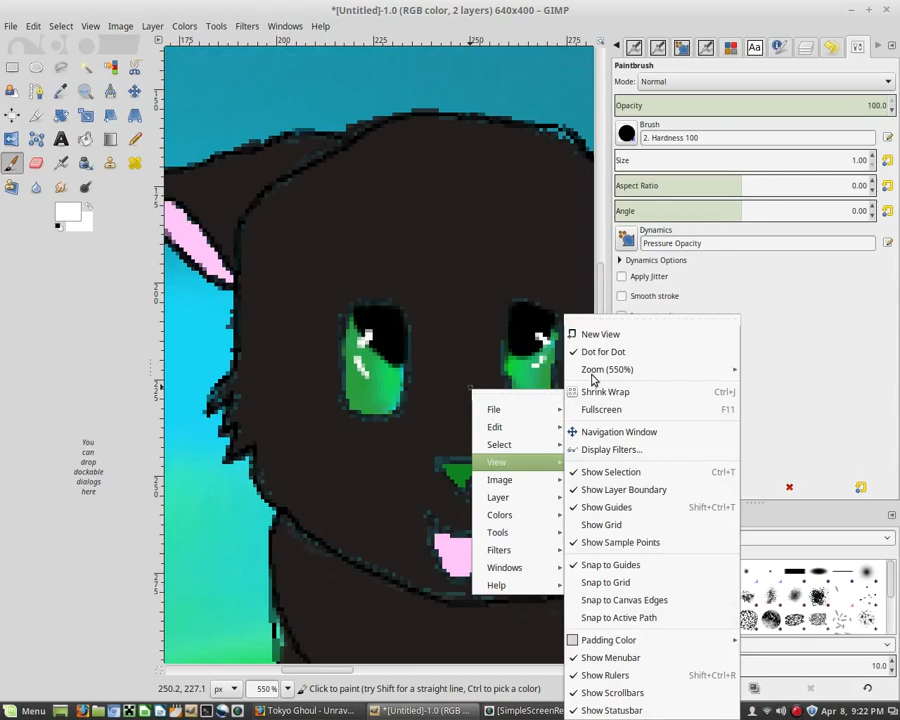 *[Untitled]-1.0 (RGB color, 2 layers) 640x400 – GIMP
File Edit Select View Image Layer Colors Tools Filters Windows Help
175 200 225 250 275
Paintbrush
Mode: Normal
Opacity 100.0
Brush
2. Hardness 100
Size 1.00
Aspect Ratio 0.00
Angle 0.00
Dynamics
Pressure Opacity
Dynamics Options
Apply Jitter
Smooth stroke
You
can
drop
dockable
dialogs
here
File
Edit
Select
View
Image
Layer
Colors
Tools
Filters
Windows
Help
New View
Dot for Dot
Zoom (550%)
Shrink Wrap Ctrl+J
Fullscreen F11
Navigation Window
Display Filters...
Show Selection Ctrl+T
Show Layer Boundary
Show Guides Shift+Ctrl+T
Show Grid
Show Sample Points
Snap to Guides
Snap to Grid
Snap to Canvas Edges
Snap to Active Path
Padding Color
Show Menubar
Show Rulers Shift+Ctrl+R
Show Scrollbars
Show Statusbar
10.0
250.2, 227.1 px 550 % Click to paint (try Shift for a straight line, Ctrl to pick a color)
Menu Tokyo Ghoul - Unrav... *[Untitled]-1.0 (RGB ... [SimpleScreenRe Apr 8, 9:22 PM